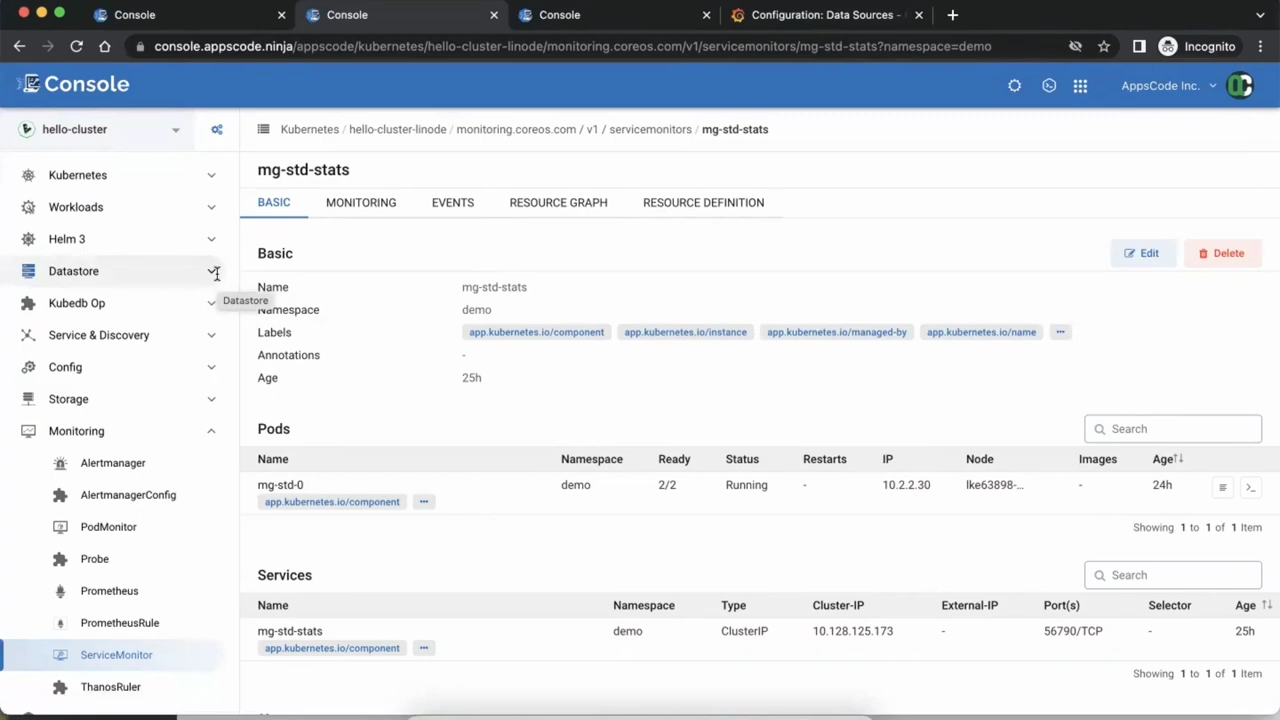 Console
Console
Console
Configuration: Data Sources -
console.appscode.ninja/appscode/kubernetes/hello-cluster-linode/monitoring.coreos.com/v1/servicemonitors/mg-std-stats?namespace=demo
Incognito
Console
AppsCode Inc.
hello-cluster
Kubernetes / hello-cluster-linode / monitoring.coreos.com / v1 / servicemonitors / mg-std-stats
Kubernetes
Workloads
Helm 3
Datastore
Datastore
Kubedb Op
Service & Discovery
Config
Storage
Monitoring
Alertmanager
AlertmanagerConfig
PodMonitor
Probe
Prometheus
PrometheusRule
ServiceMonitor
ThanosRuler
mg-std-stats
BASIC MONITORING EVENTS RESOURCE GRAPH RESOURCE DEFINITION
Basic
Edit Delete
Name mg-std-stats
Namespace demo
Labels app.kubernetes.io/component app.kubernetes.io/instance app.kubernetes.io/managed-by app.kubernetes.io/name ...
Annotations -
Age 25h
Pods
Search
Name Namespace Ready Status Restarts IP Node Images Age
mg-std-0 demo 2/2 Running - 10.2.2.30 lke63898-... - 24h
app.kubernetes.io/component ...
Showing 1 to 1 of 1 Item
Services
Search
Name Namespace Type Cluster-IP External-IP Port(s) Selector Age
mg-std-stats demo ClusterIP 10.128.125.173 - 56790/TCP - 25h
app.kubernetes.io/component ...
Showing 1 to 1 of 1 Item